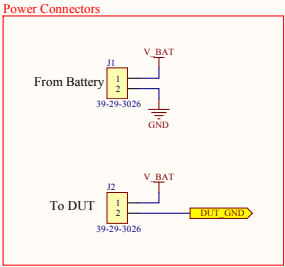 Power Connectors
V_BAT
J1
From Battery
1
2
39-29-3026
GND
V_BAT
J2
To DUT
1
2
DUT_GND
39-29-3026